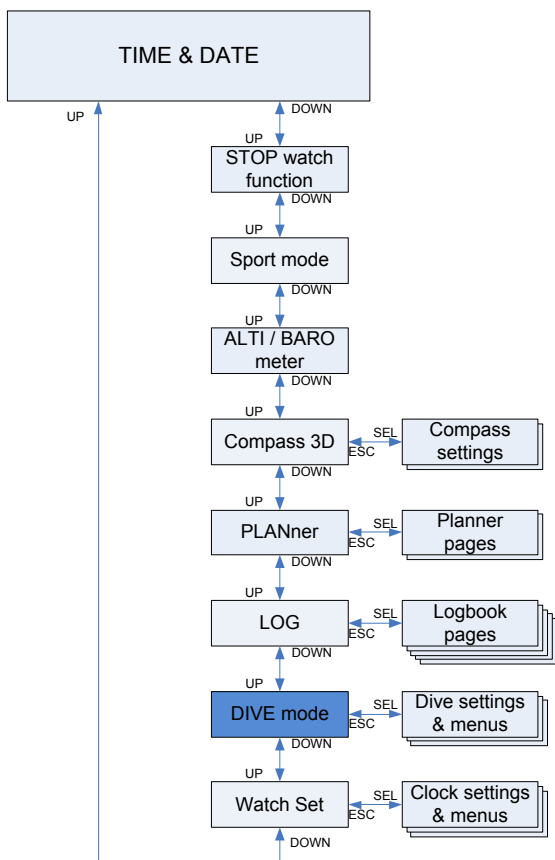 TIME & DATE
UP
DOWN
UP
STOP watch
function
DOWN
UP
Sport mode
DOWN
UP
ALTI / BARO
meter
DOWN
UP
Compass 3D
SEL
ESC
Compass
settings
DOWN
UP
PLANner
SEL
ESC
Planner
pages
DOWN
UP
LOG
SEL
ESC
Logbook
pages
DOWN
UP
DIVE mode
SEL
ESC
Dive settings
& menus
DOWN
UP
Watch Set
SEL
ESC
Clock settings
& menus
DOWN